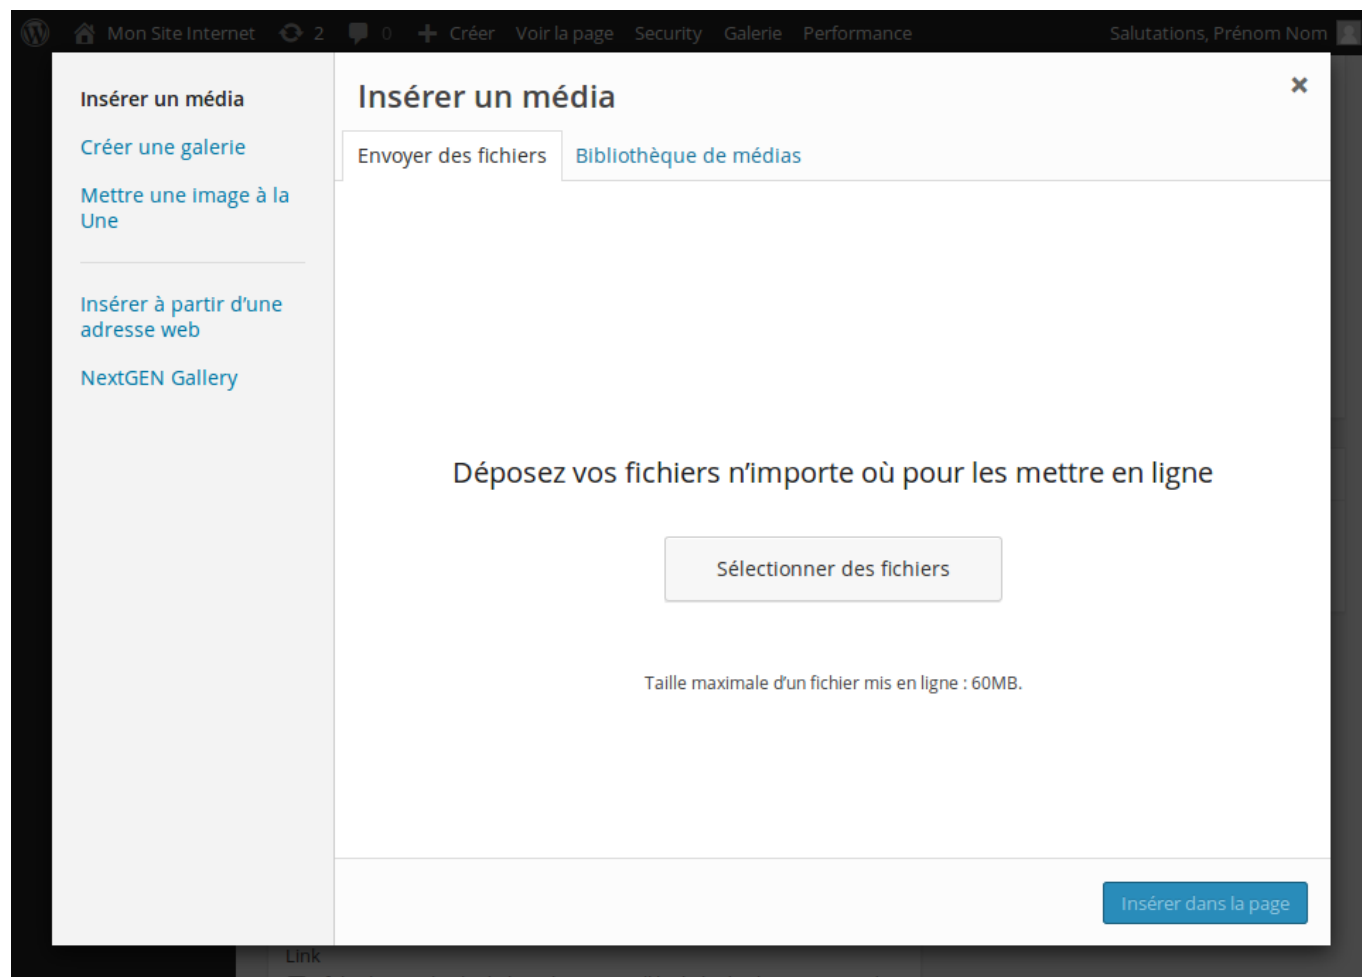 Mon Site Internet 2 0 Créer Voir la page Security Galerie Performance Salutations, Prénom Nom
Insérer un média
Créer une galerie
Mettre une image à la
Une
Insérer à partir d’une
adresse web
NextGEN Gallery
Insérer un média
Envoyer des fichiers Bibliothèque de médias
Déposez vos fichiers n’importe où pour les mettre en ligne
Sélectionner des fichiers
Taille maximale d’un fichier mis en ligne : 60MB.
Insérer dans la page
Link